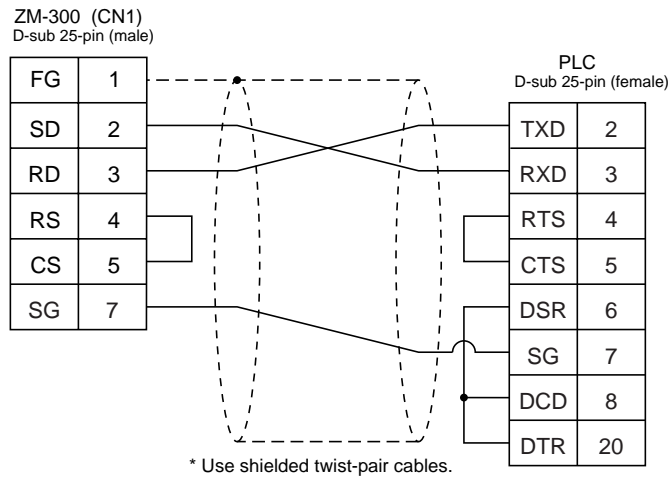 ZM-300 (CN1)
D-sub 25-pin (male)
FG 1
SD 2
RD 3
RS 4
CS 5
SG 7
PLC
D-sub 25-pin (female)
TXD 2
RXD 3
RTS 4
CTS 5
DSR 6
SG 7
DCD 8
DTR 20
* Use shielded twist-pair cables.